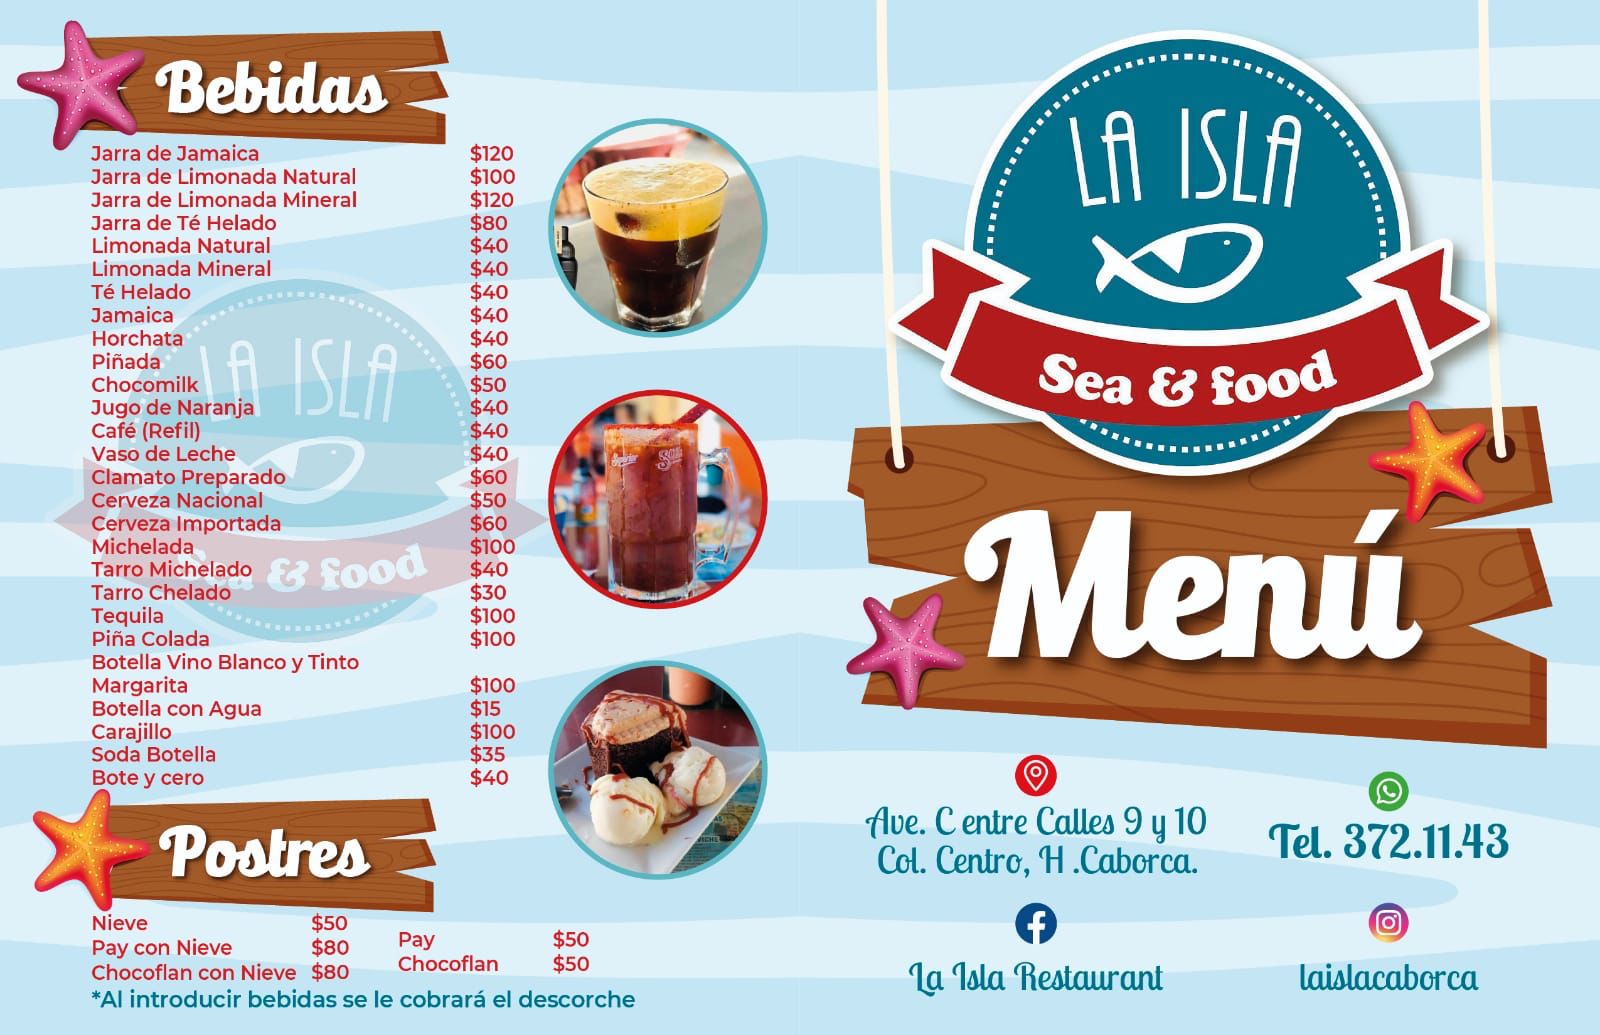 Bebidas
Jarra de Jamaica $120
Jarra de Limonada Natural $100
Jarra de Limonada Mineral $120
Jarra de Té Helado $80
Limonada Natural $40
Limonada Mineral $40
Té Helado $40
Jamaica $40
Horchata $40
Piñada $60
Chocomilk $50
Jugo de Naranja $40
Café (Refil) $40
Vaso de Leche $40
Clamato Preparado $60
Cerveza Nacional $50
Cerveza Importada $60
Michelada $100
Tarro Michelado $40
Tarro Chelado $30
Tequila $100
Piña Colada $100
Botella Vino Blanco y Tinto
Margarita $100
Botella con Agua $15
Carajillo $100
Soda Botella $35
Bote y cero $40
LA ISLA
Sea & food
Superior
Postres
Nieve $50
Pay con Nieve $80
Chocoflan con Nieve $80
Pay $50
Chocoflan $50
*Al introducir bebidas se le cobrará el descorche
LA ISLA
Sea & food
Menú
Ave. C entre Calles 9 y 10
Col. Centro, H .Caborca.
Tel. 372.11.43
La Isla Restaurant
laislacaborca